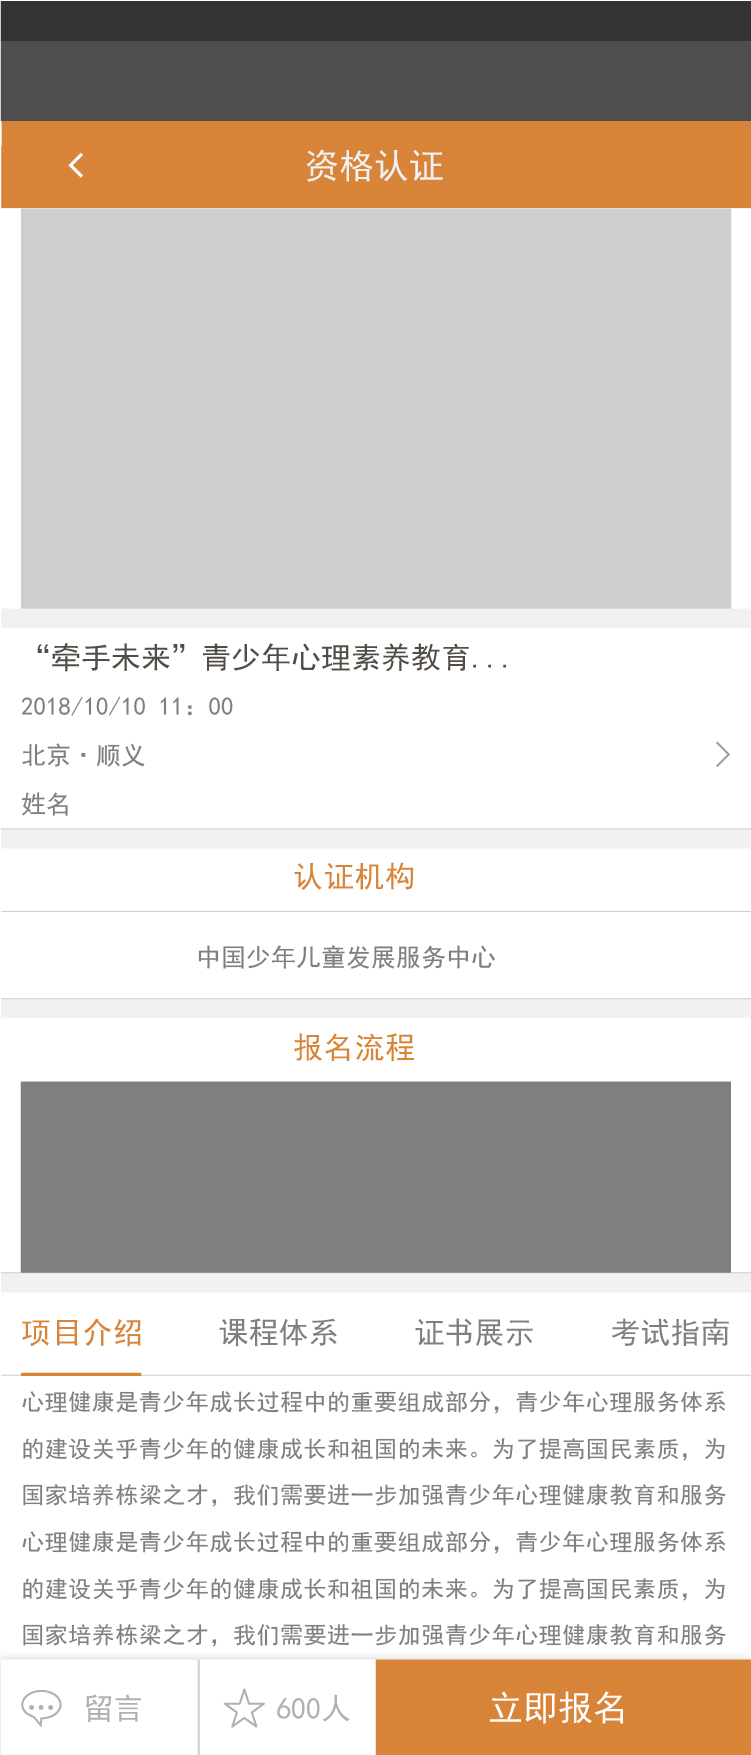 资格认证
“牵手未来”青少年心理素养教育...
2018/10/10 11：00
北京·顺义
姓名
认证机构
中国少年儿童发展服务中心
报名流程
项目介绍 课程体系 证书展示 考试指南
心理健康是青少年成长过程中的重要组成部分，青少年心理服务体系
的建设关乎青少年的健康成长和祖国的未来。为了提高国民素质，为
国家培养栋梁之才，我们需要进一步加强青少年心理健康教育和服务
心理健康是青少年成长过程中的重要组成部分，青少年心理服务体系
的建设关乎青少年的健康成长和祖国的未来。为了提高国民素质，为
国家培养栋梁之才，我们需要进一步加强青少年心理健康教育和服务
留言 600人 立即报名